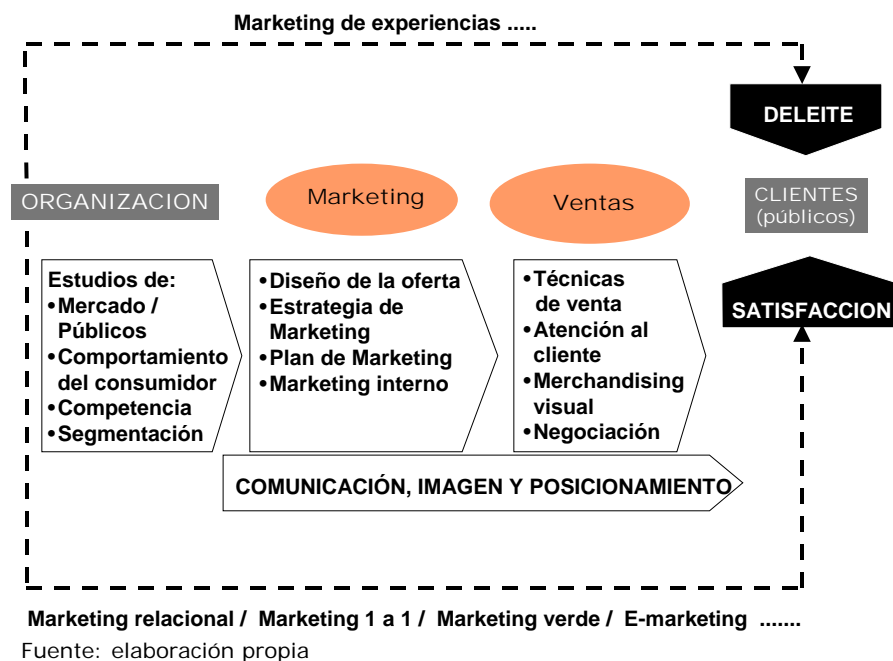 Marketing de experiencias .....
DELEITE
ORGANIZACION
Marketing
Ventas
CLIENTES
(públicos)
Estudios de:
•Mercado /
Públicos
•Comportamiento
del consumidor
•Competencia
•Segmentación
•Diseño de la oferta
•Estrategia de
Marketing
•Plan de Marketing
•Marketing interno
•Técnicas
de venta
•Atención al
cliente
•Merchandising
visual
•Negociación
SATISFACCION
COMUNICACIÓN, IMAGEN Y POSICIONAMIENTO
Marketing relacional / Marketing 1 a 1 / Marketing verde / E-marketing .......
Fuente: elaboración propia